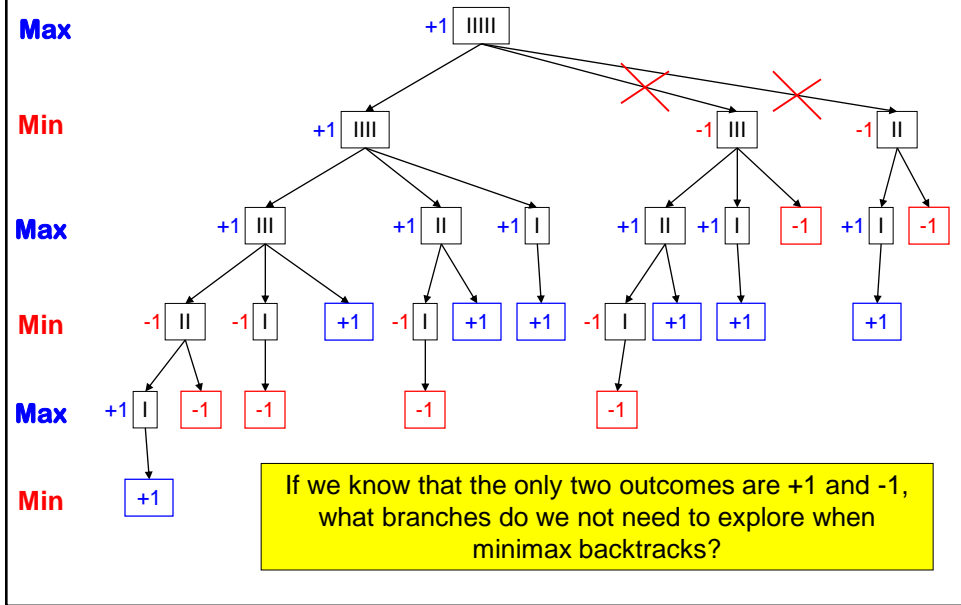 Max +1 IIIII
Min +1 IIII -1 III -1 II
Max +1 III +1 II +1 I +1 II +1 I -1 +1 I -1
Min -1 II -1 I +1 -1 I +1 +1 -1 I +1 +1 +1
Max +1 I -1 -1 -1 -1
Min +1
If we know that the only two outcomes are +1 and -1,
what branches do we not need to explore when
minimax backtracks?